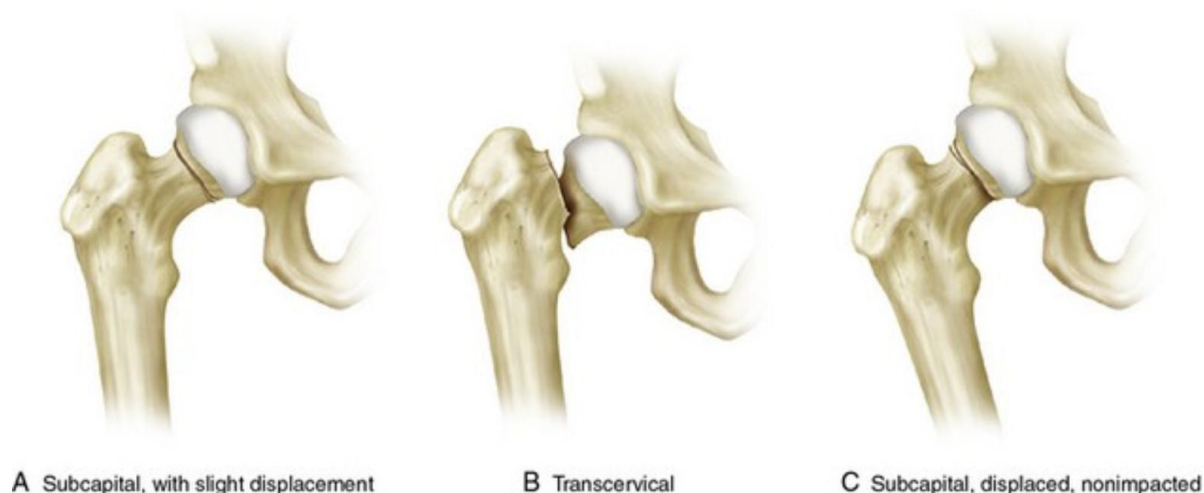 A Subcapital, with slight displacement
B Transcervical
C Subcapital, displaced, nonimpacted